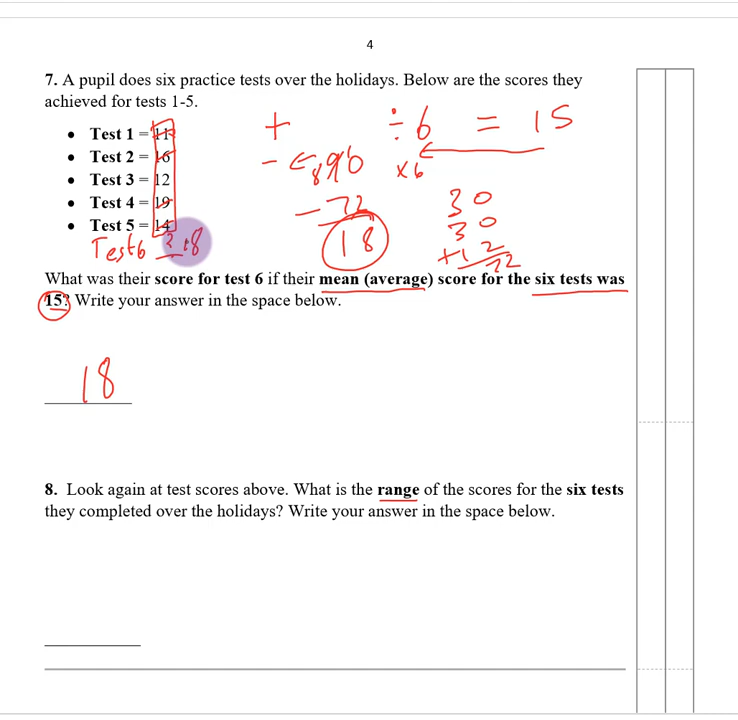 4
7. A pupil does six practice tests over the holidays. Below are the scores they
achieved for tests 1-5.
• Test 1 = 11
• Test 2 = 16
• Test 3 = 12
• Test 4 = 19
• Test 5 = 14
Test 6 = 18
+ ÷6 = 15
- 90 x6
- 72
18
30
30
+12
72
What was their score for test 6 if their mean (average) score for the six tests was
15? Write your answer in the space below.
18
8. Look again at test scores above. What is the range of the scores for the six tests
they completed over the holidays? Write your answer in the space below.